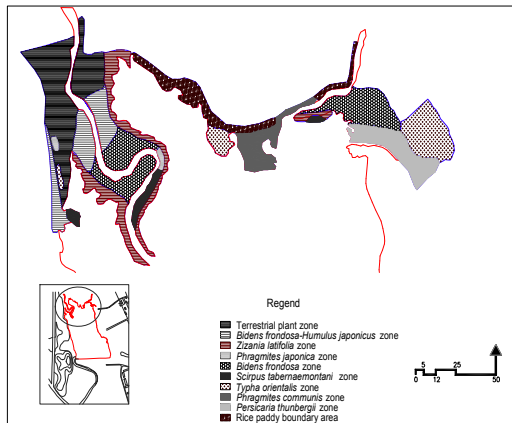 Regend
Terrestrial plant zone
Bidens frondosa-Humulus japonicus zone
Zizania latifolia zone
Phragmites japonica zone
Bidens frondosa zone
Scirpus tabernaemontani zone
Typha orientalis zone
Phragmites communis zone
Persicaria thunbergii zone
Rice paddy boundary area
5 25
0 12 50